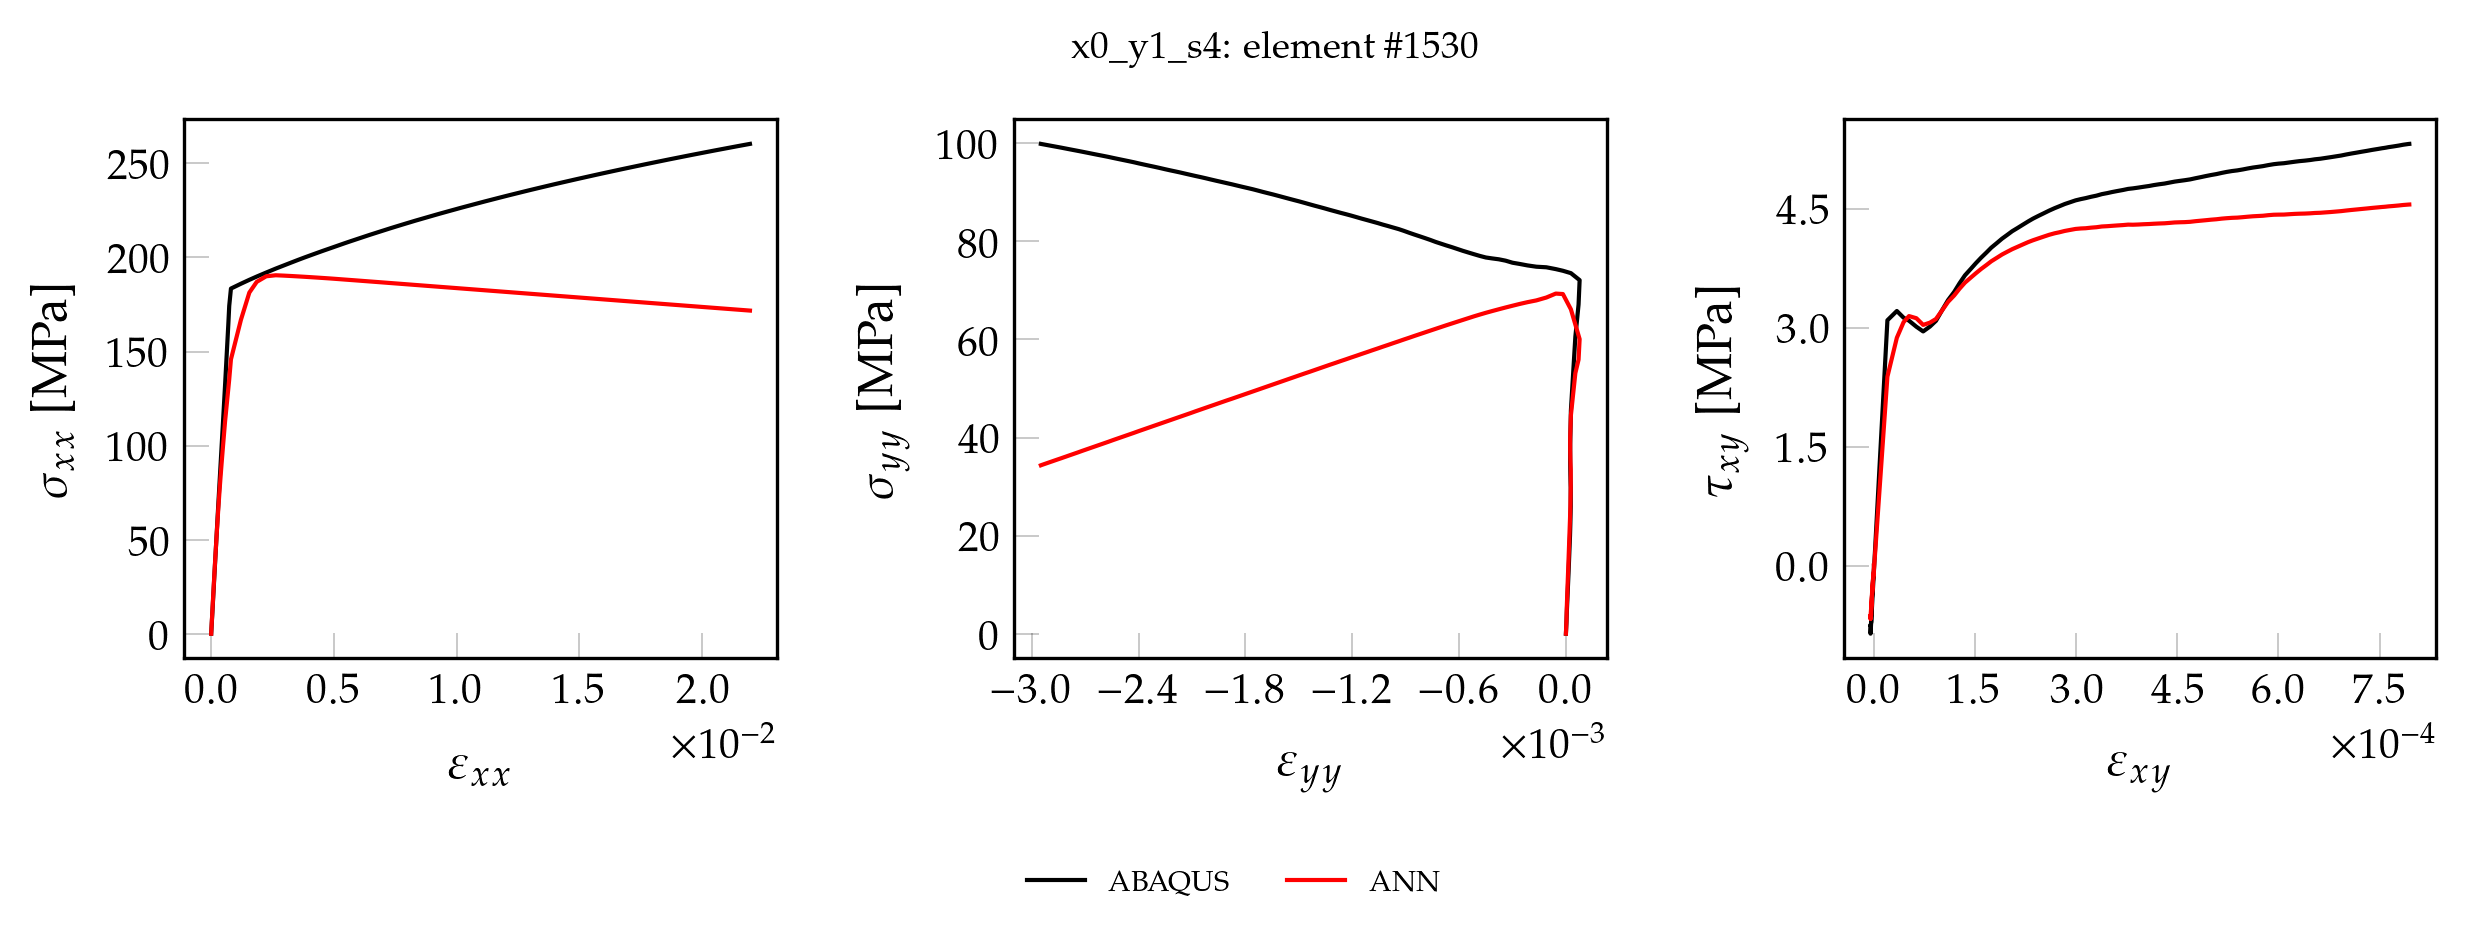 x0_y1_s4: element #1530
σxx [MPa]
250
200
150
100
50
0
0.0 0.5 1.0 1.5 2.0
×10−2
εxx
σyy [MPa]
100
80
60
40
20
0
−3.0 −2.4 −1.8 −1.2 −0.6 0.0
×10−3
εyy
τxy [MPa]
4.5
3.0
1.5
0.0
0.0 1.5 3.0 4.5 6.0 7.5
×10−4
εxy
ABAQUS ANN